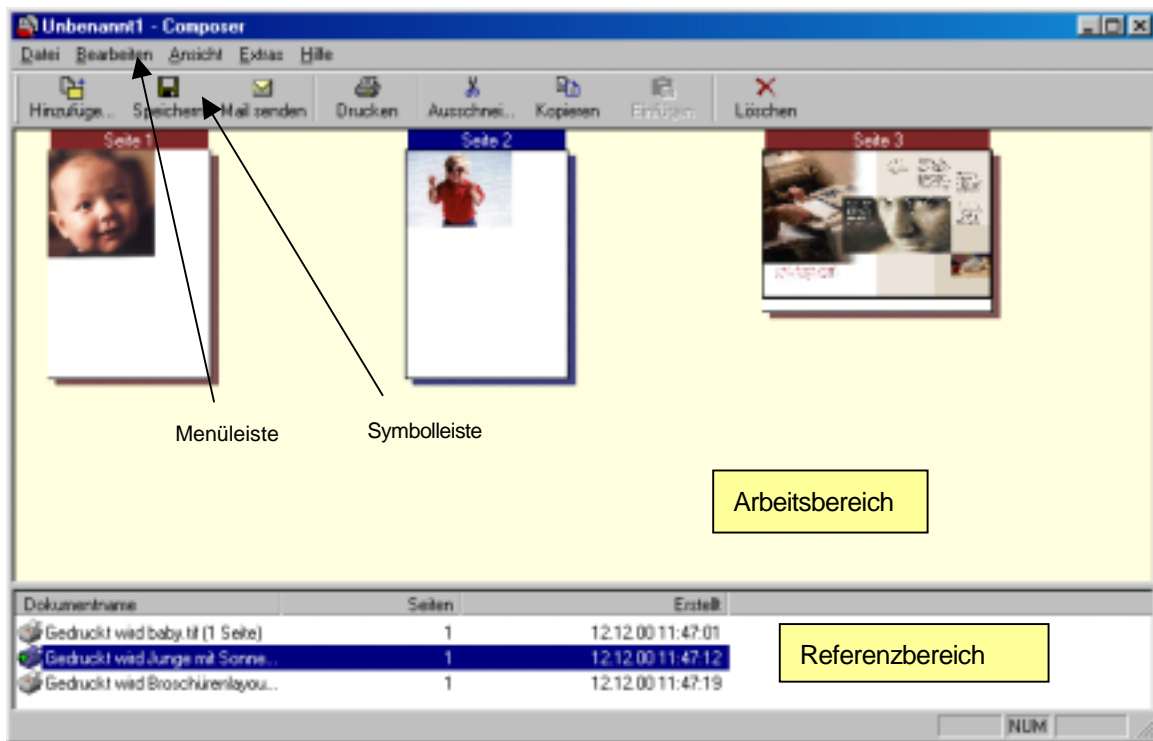 Unbenannt1 - Composer
Datei Bearbeiten Ansicht Extras Hilfe
Hinzufüge... Speichern Mail senden Drucken Ausschnei... Kopieren Einfügen Löschen
Seite 1 Seite 2 Seite 3
Menüleiste Symbolleiste
Arbeitsbereich
Dokumentname Seiten Erstellt
Gedruckt wird baby.tif (1 Seite) 1 12.12.00 11:47:01
Gedruckt wird Junge mit Sonne... 1 12.12.00 11:47:12
Gedruckt wird Broschürenlayou... 1 12.12.00 11:47:19
Referenzbereich
NUM